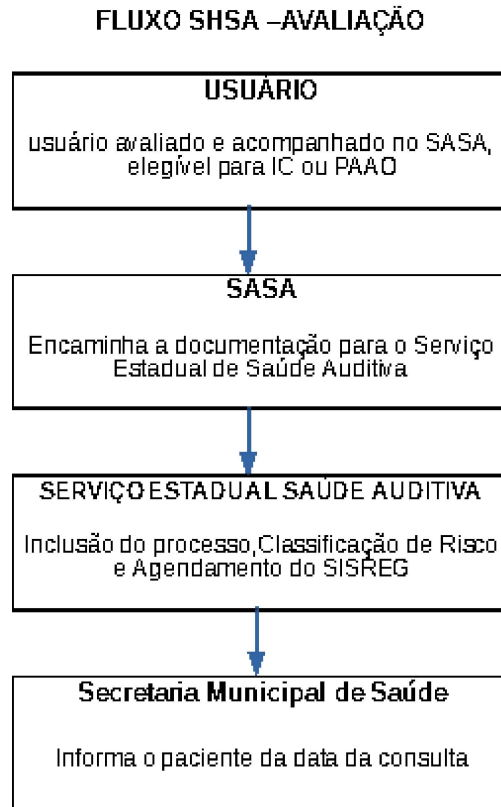 FLUXO SHSA –AVALIAÇÃO
USUÁRIO
usuário avaliado e acompanhado no SASA,
elegível para IC ou PAAO
SASA
Encaminha a documentação para o Serviço
Estadual de Saúde Auditiva
SERVIÇO ESTADUAL SAÚDE AUDITIVA
Inclusão do processo,Classificação de Risco
e Agendamento do SISREG
Secretaria Municipal de Saúde
Informa o paciente da data da consulta